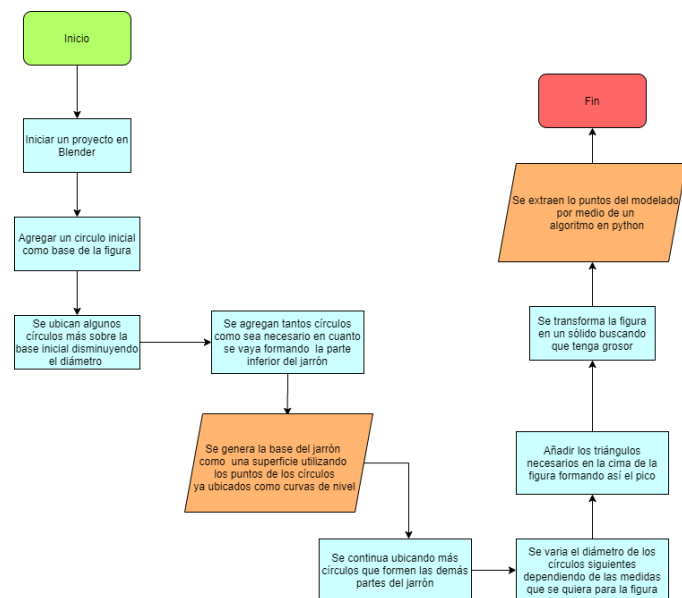 Inicio
Iniciar un proyecto en
Blender
Agregar un circulo inicial
como base de la figura
Se ubican algunos
círculos más sobre la
base inicial disminuyendo
el diámetro
Se agregan tantos círculos
como sea necesario en cuanto
se vaya formando la parte
inferior del jarrón
Se genera la base del jarrón
como una superficie utilizando
los puntos de los círculos
ya ubicados como curvas de nivel
Se continua ubicando más
círculos que formen las demás
partes del jarrón
Se varia el diámetro de los
círculos siguientes
dependiendo de las medidas
que se quiera para la figura
Añadir los triángulos
necesarios en la cima de la
figura formando así el pico
Se transforma la figura
en un sólido buscando
que tenga grosor
Se extraen lo puntos del modelado
por medio de un
algoritmo en python
Fin